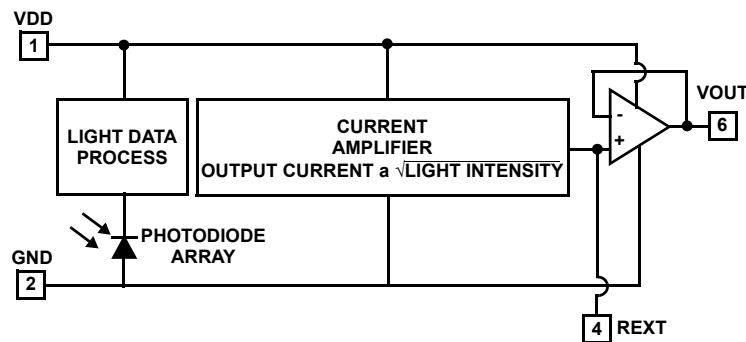 VDD
1
LIGHT DATA
PROCESS
CURRENT
AMPLIFIER
OUTPUT CURRENT a √LIGHT INTENSITY
-
+
VOUT
6
PHOTODIODE
ARRAY
GND
2
4
REXT